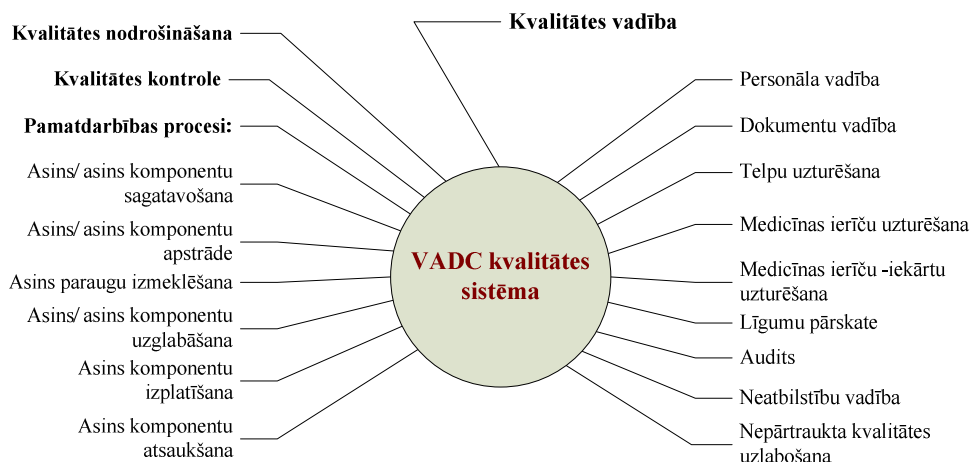 Kvalitātes vadība
Kvalitātes nodrošināšana
Kvalitātes kontrole
Pamatdarbības procesi:
Asins/ asins komponentu
sagatavošana
Asins/ asins komponentu
apstrāde
Asins paraugu izmeklēšana
Asins/ asins komponentu
uzglabāšana
Asins komponentu
izplatīšana
Asins komponentu
atsaukšana
VADC kvalitātes
sistēma
Personāla vadība
Dokumentu vadība
Telpu uzturēšana
Medicīnas ierīču uzturēšana
Medicīnas ierīču -iekārtu
uzturēšana
Līgumu pārskate
Audits
Neatbilstību vadība
Nepārtraukta kvalitātes
uzlabošana